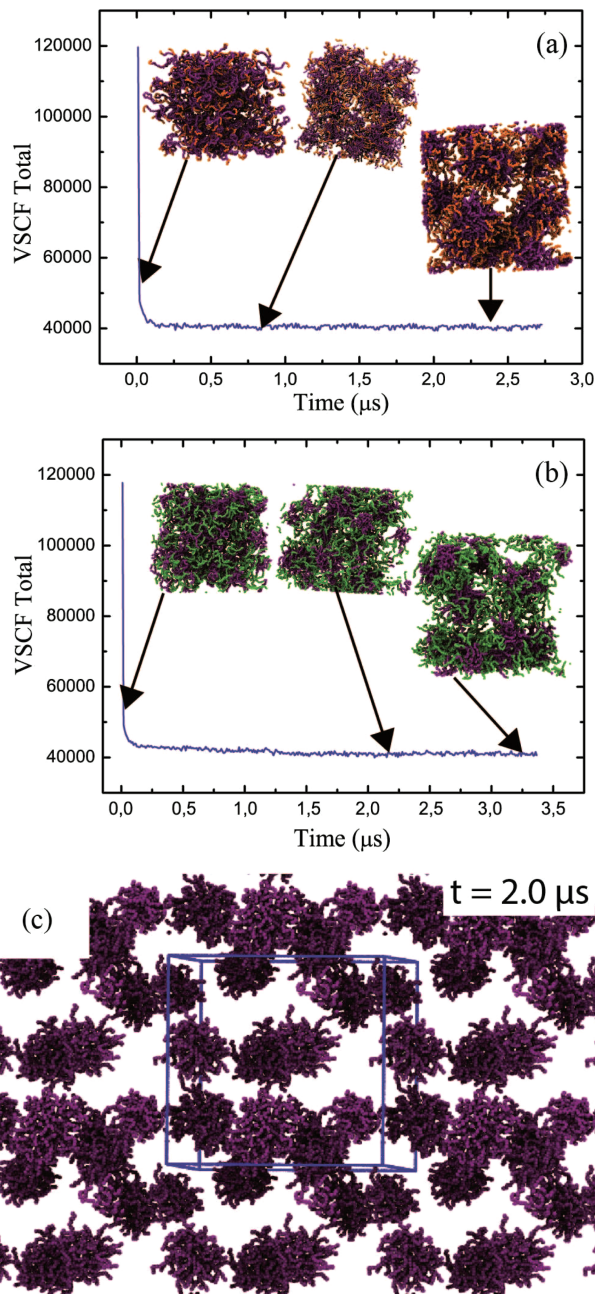 (a)
120000
100000
80000
60000
40000
VSCF Total
0,0 0,5 1,0 1,5 2,0 2,5 3,0
Time (μs)
(b)
120000
100000
80000
60000
40000
VSCF Total
0,0 0,5 1,0 1,5 2,0 2,5 3,0 3,5
Time (μs)
(c)
t = 2.0 μs